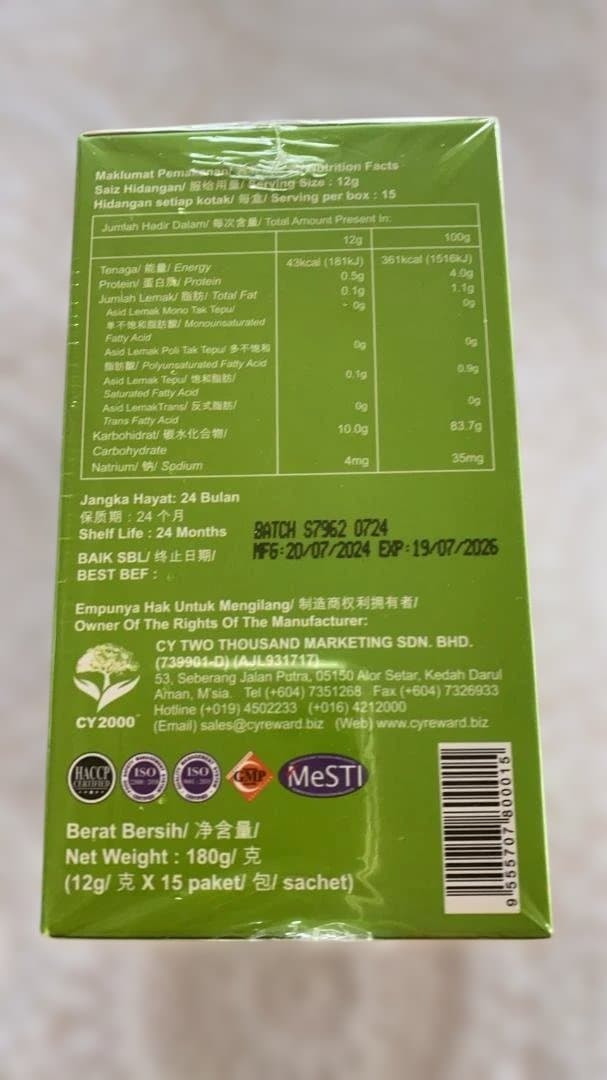 Maklumat Pemakanan/ Nutrition Facts
Saiz Hidangan/ 服给用量/ Serving Size : 12g
Hidangan setiap kotak/ 每盒/ Serving per box : 15
Jumlah Hadir Dalam/ 每次含量/ Total Amount Present In:
12g 100g
Tenaga/ 能量/ Energy 43kcal (181kJ) 361kcal (1516kJ)
Protein/ 蛋白质/ Protein 0.5g 4.0g
Jumlah Lemak/ 脂肪/ Total Fat 0.1g 1.1g
Asid Lemak Mono Tak Tepu/ 0g 0g
单不饱和脂肪酸/ Monounsaturated
Fatty Acid
Asid Lemak Poli Tak Tepu/ 多不饱和 0g 0g
脂肪酸/ Polyunsaturated Fatty Acid
Asid Lemak Tepu/ 饱和脂肪/ 0.1g 0.9g
Saturated Fatty Acid
Asid LemakTrans/ 反式脂肪/ 0g 0g
Trans Fatty Acid
Karbohidrat/ 碳水化合物/ 10.0g 83.7g
Carbohydrate
Natrium/ 钠/ Sodium 4mg 35mg
Jangka Hayat: 24 Bulan
保质期 : 24 个月
Shelf Life : 24 Months
BATCH S7962 0724
MFG:20/07/2024 EXP:19/07/2026
BAIK SBL/ 终止日期/
BEST BEF :
Empunya Hak Untuk Mengilang/ 制造商权利拥有者/
Owner Of The Rights Of The Manufacturer:
CY TWO THOUSAND MARKETING SDN. BHD.
(739901-D) (AJL931717)
53, Seberang Jalan Putra, 05150 Alor Setar, Kedah Darul
Aman, M'sia. Tel (+604) 7351268 Fax (+604) 7326933
Hotline (+019) 4502233 (+016) 4212000
(Email) sales@cyreward.biz (Web) www.cyreward.biz
CY2000
HACCP
CERTIFIED
ISO
ISO
GMP
MeSTI
Berat Bersih/ 净含量/
Net Weight : 180g/ 克
(12g/ 克 X 15 paket/ 包/ sachet)
9 555707 800015